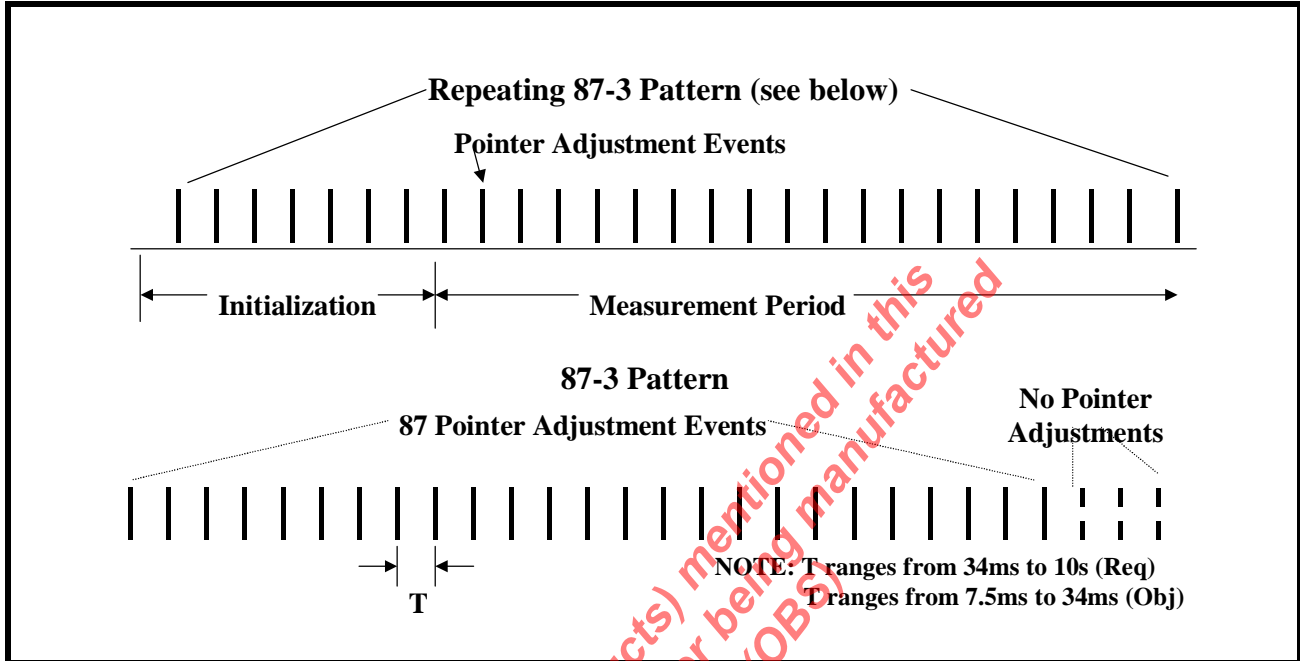 Repeating 87-3 Pattern (see below)
Pointer Adjustment Events
Initialization
Measurement Period
87-3 Pattern
87 Pointer Adjustment Events
No Pointer
Adjustments
T
NOTE: T ranges from 34ms to 10s (Req)
T ranges from 7.5ms to 34ms (Obj)
cts) mentioned in this
r being manufactured
(OBS)